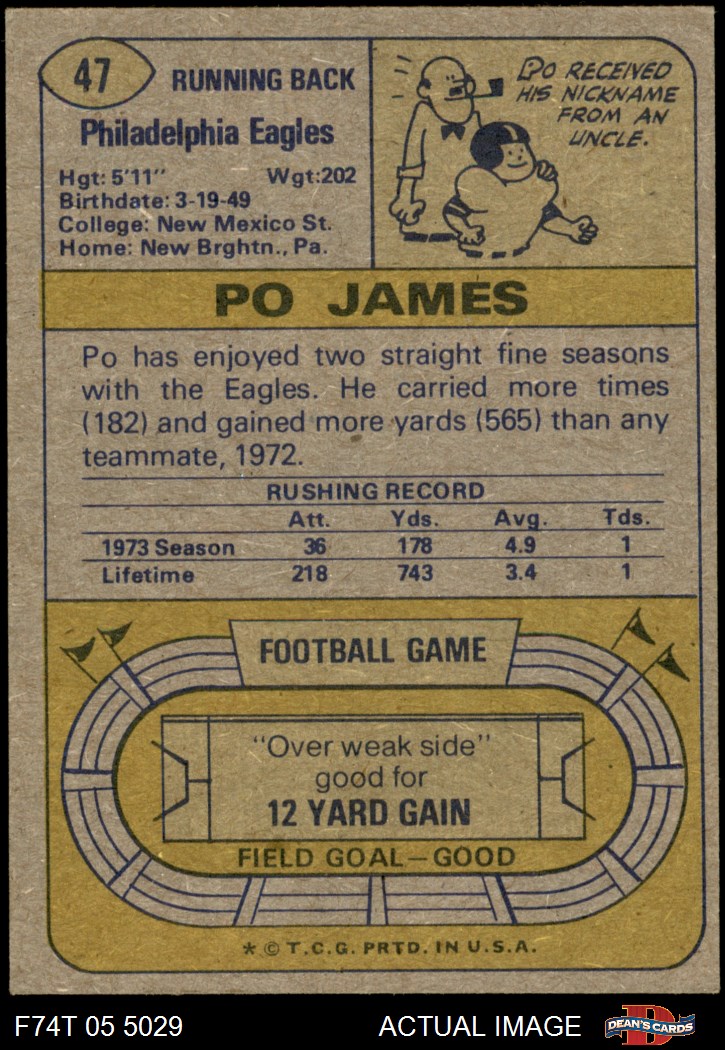 47
RUNNING BACK
Philadelphia Eagles
Hgt: 5'11" Wgt:202
Birthdate: 3-19-49
College: New Mexico St.
Home: New Brghtn., Pa.
PO RECEIVED
HIS NICKNAME
FROM AN
UNCLE.
PO JAMES
Po has enjoyed two straight fine seasons
with the Eagles. He carried more times
(182) and gained more yards (565) than any
teammate, 1972.
RUSHING RECORD
Att. Yds. Avg. Tds.
1973 Season 36 178 4.9 1
Lifetime 218 743 3.4 1
FOOTBALL GAME
"Over weak side"
good for
12 YARD GAIN
FIELD GOAL—GOOD
* © T.C.G. PRTD. IN U.S.A.
F74T 05 5029 ACTUAL IMAGE
D
DEAN'S CARDS